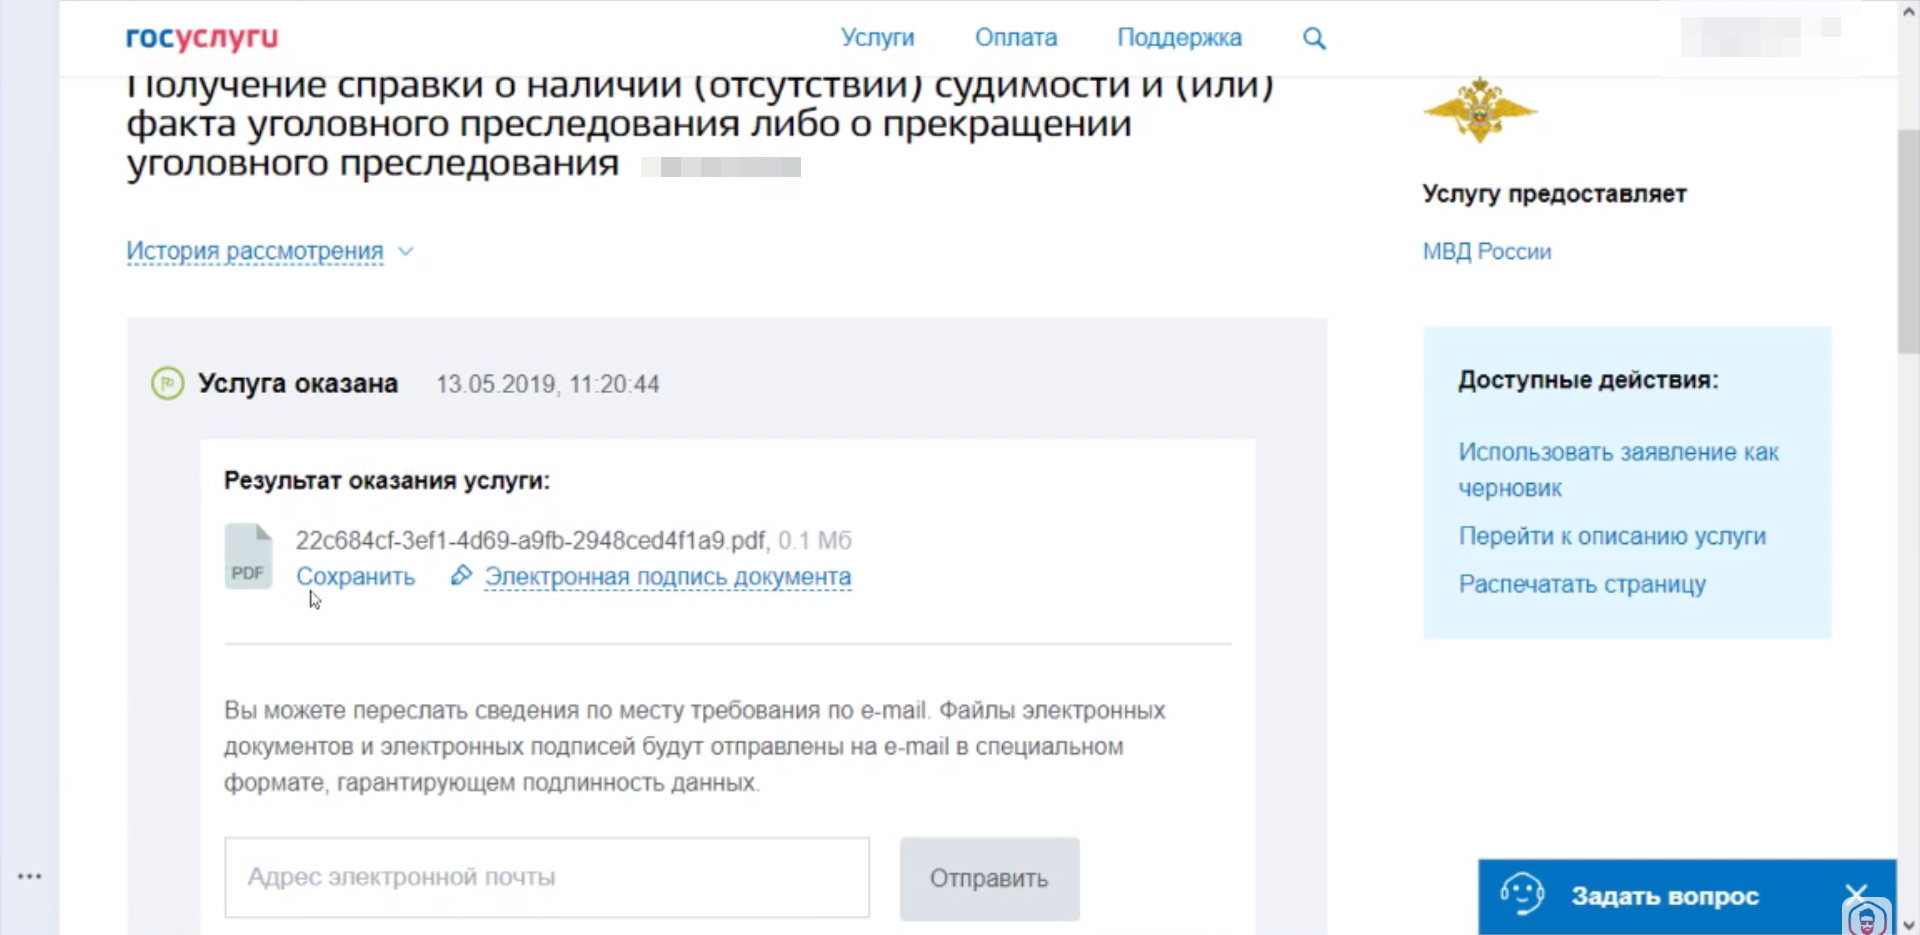 госуслуги
Услуги
Оплата
Поддержка
Получение справки о наличии (отсутствии) судимости и (или)
факта уголовного преследования либо о прекращении
уголовного преследования
История рассмотрения
Услуга оказана 13.05.2019, 11:20:44
Результат оказания услуги:
22c684cf-3ef1-4d69-a9fb-2948ced4f1a9.pdf, 0.1 Мб
PDF
Сохранить Электронная подпись документа
Вы можете переслать сведения по месту требования по e-mail. Файлы электронных
документов и электронных подписей будут отправлены на e-mail в специальном
формате, гарантирующем подлинность данных.
Адрес электронной почты
Отправить
Услугу предоставляет
МВД России
Доступные действия:
Использовать заявление как
черновик
Перейти к описанию услуги
Распечатать страницу
Задать вопрос